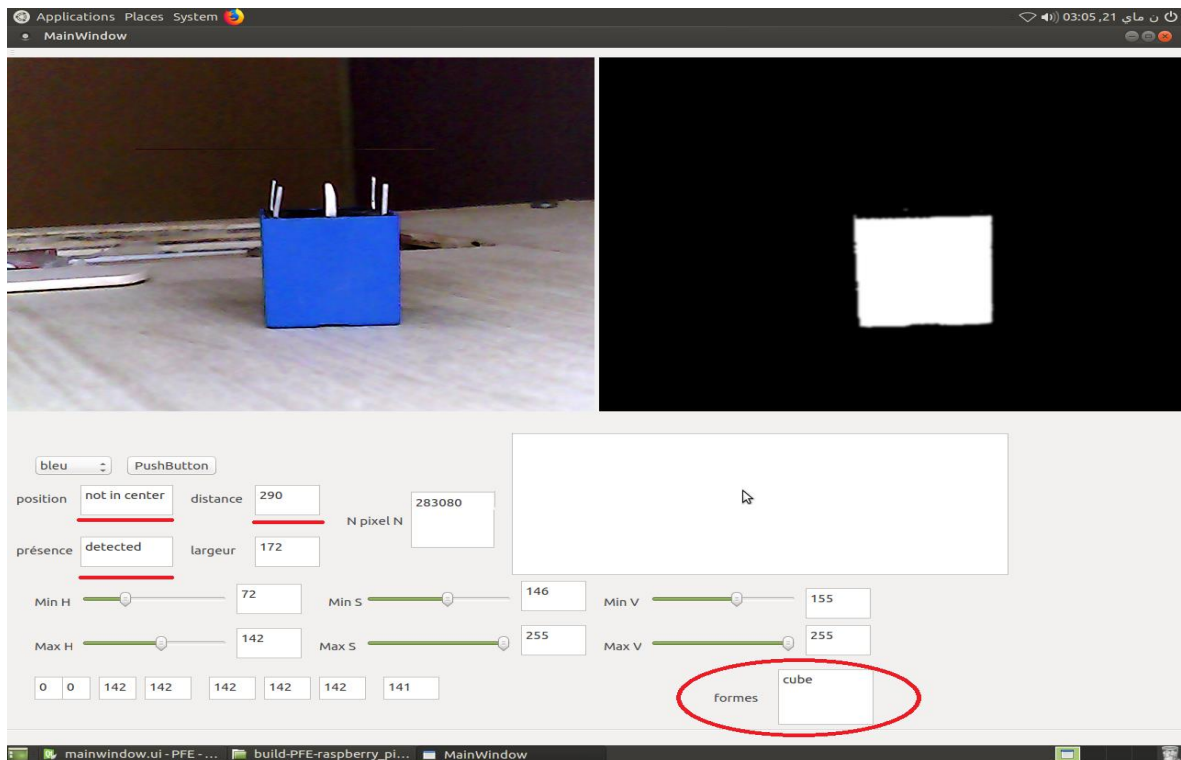 Applications Places System
03:05 ,21 ن ماي
MainWindow
bleu PushButton
position not in center distance 290 N pixel N 283080
présence detected largeur 172
Min H 72 Min S 146 Min V 155
Max H 142 Max S 255 Max V 255
0 0 142 142 142 142 142 141
formes cube
mainwindow.ui - PFE - ... build-PFE-raspberry_pi... MainWindow